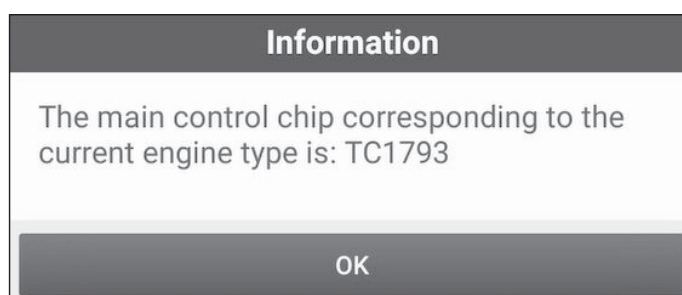 Information
The main control chip corresponding to the
current engine type is: TC1793
OK